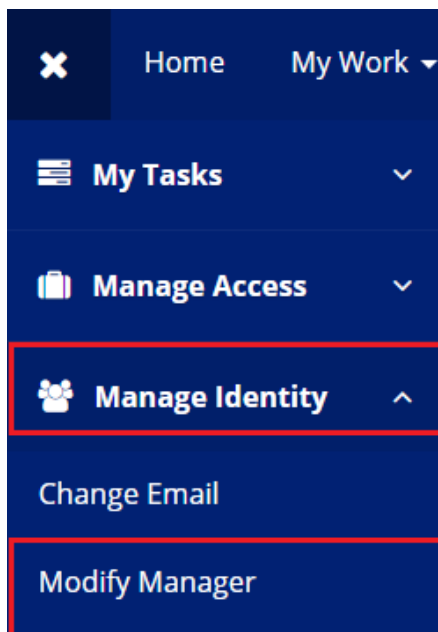 Home My Work
My Tasks
Manage Access
Manage Identity
Change Email
Modify Manager